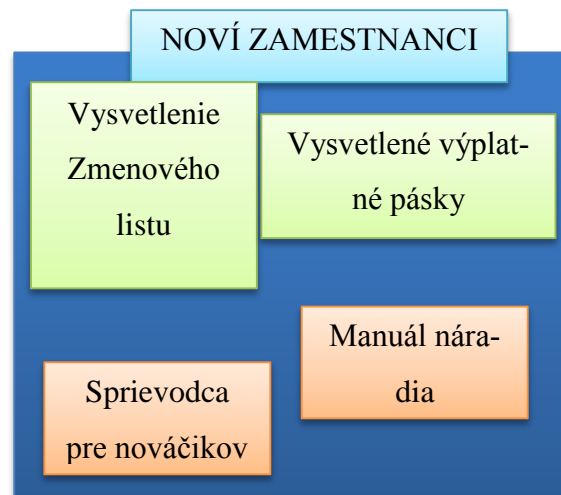 NOVÍ ZAMESTNANCI
Vysvetlenie
Zmenového
listu
Vysvetlené výplat-
né pásky
Manuál nára-
dia
Sprievodca
pre nováčikov